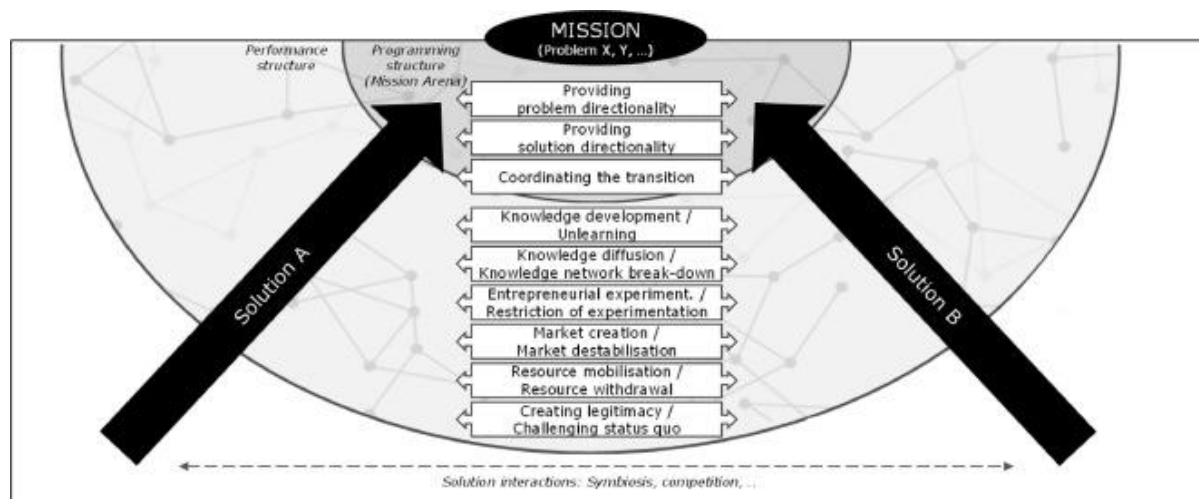 MISSION
(Problem X, Y, ...)
Performance
structure
Programming
structure
(Mission Arena)
Providing
problem directionality
Providing
solution directionality
Coordinating the transition
Knowledge development /
Unlearning
Knowledge diffusion /
Knowledge network break-down
Entrepreneurial experiment. /
Restriction of experimentation
Market creation /
Market destabilisation
Resource mobilisation /
Resource withdrawal
Creating legitimacy /
Challenging status quo
Solution A
Solution B
Solution interactions: Symbiosis, competition, ..